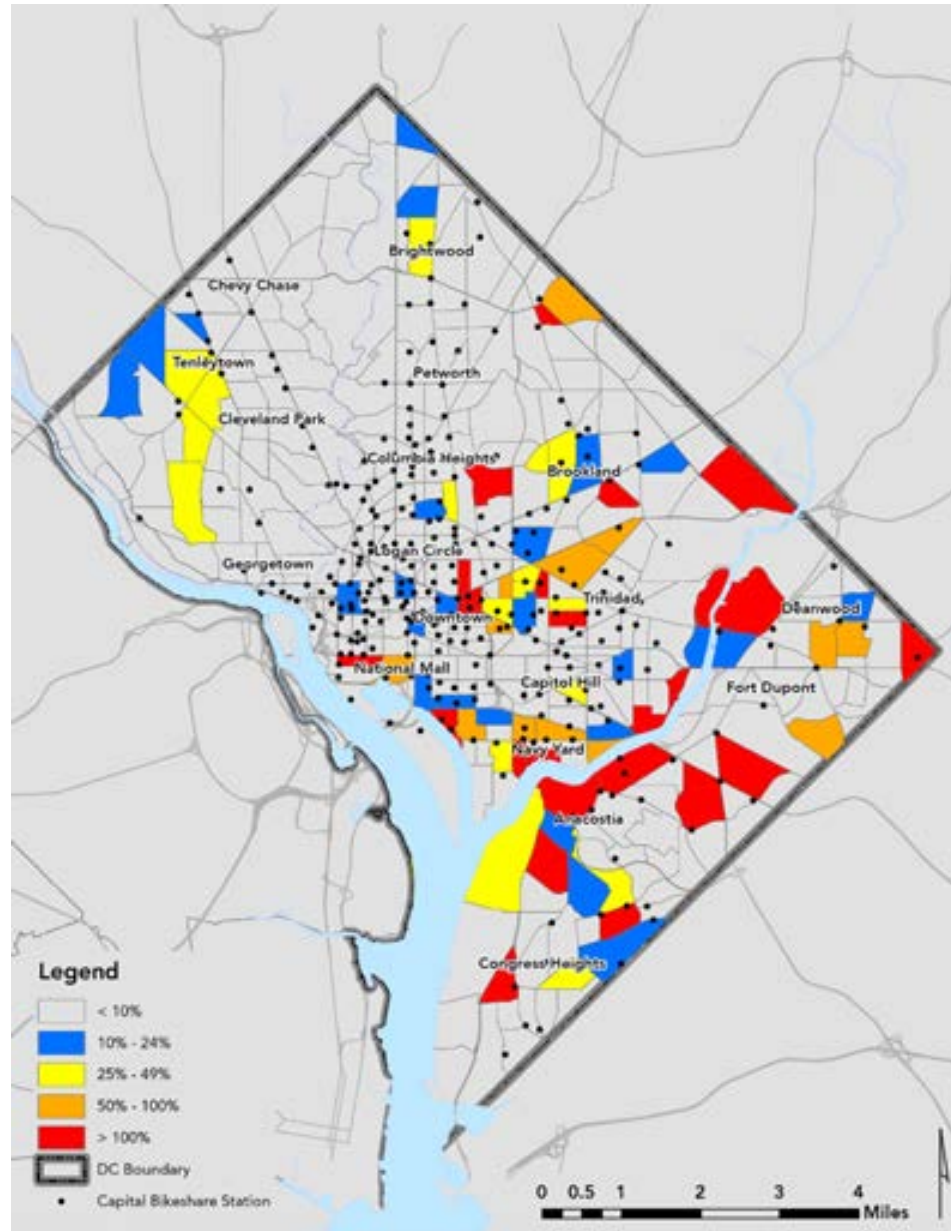 Brightwood
Chevy Chase
Tenleytown
Petworth
Cleveland Park
Columbia Heights
Brookland
Logan Circle
Georgetown
Trinidad
Deanwood
Downtown
National Mall
Capitol Hill
Fort Dupont
Navy Yard
Anacostia
Congress Heights
Legend
< 10%
10% - 24%
25% - 49%
50% - 100%
> 100%
DC Boundary
Capital Bikeshare Station
0 0.5 1 2 3 4
Miles